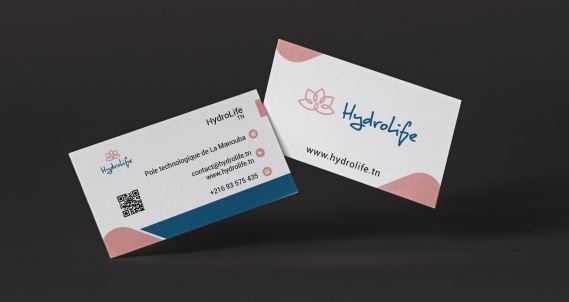 HydroLife
TN
Hydrolife
Pole technologique de La Manouba
contact@hydrolife.tn
www.hydrolife.tn
+216 93 575 435
Hydrolife
www.hydrolife.tn